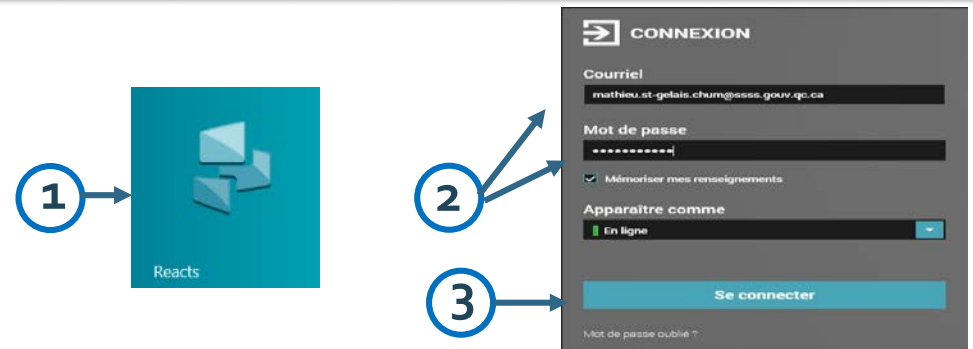 1
Reacts
2
3
CONNEXION
Courriel
mathieu.st-gelais.chum@ssss.gouv.qc.ca
Mot de passe
•••••••••••
Mémoriser mes renseignements
Apparaître comme
En ligne
Se connecter
Mot de passe oublié ?